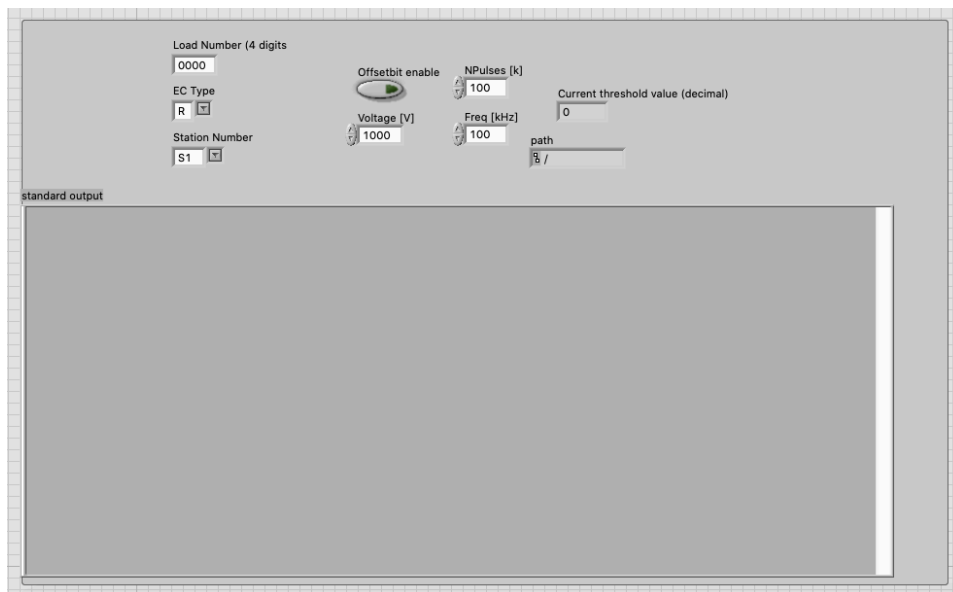 Load Number (4 digits
0000
EC Type
R
Station Number
S1
Offsetbit enable
Voltage [V]
1000
NPulses [k]
100
Freq [kHz]
100
Current threshold value (decimal)
0
path
/
standard output